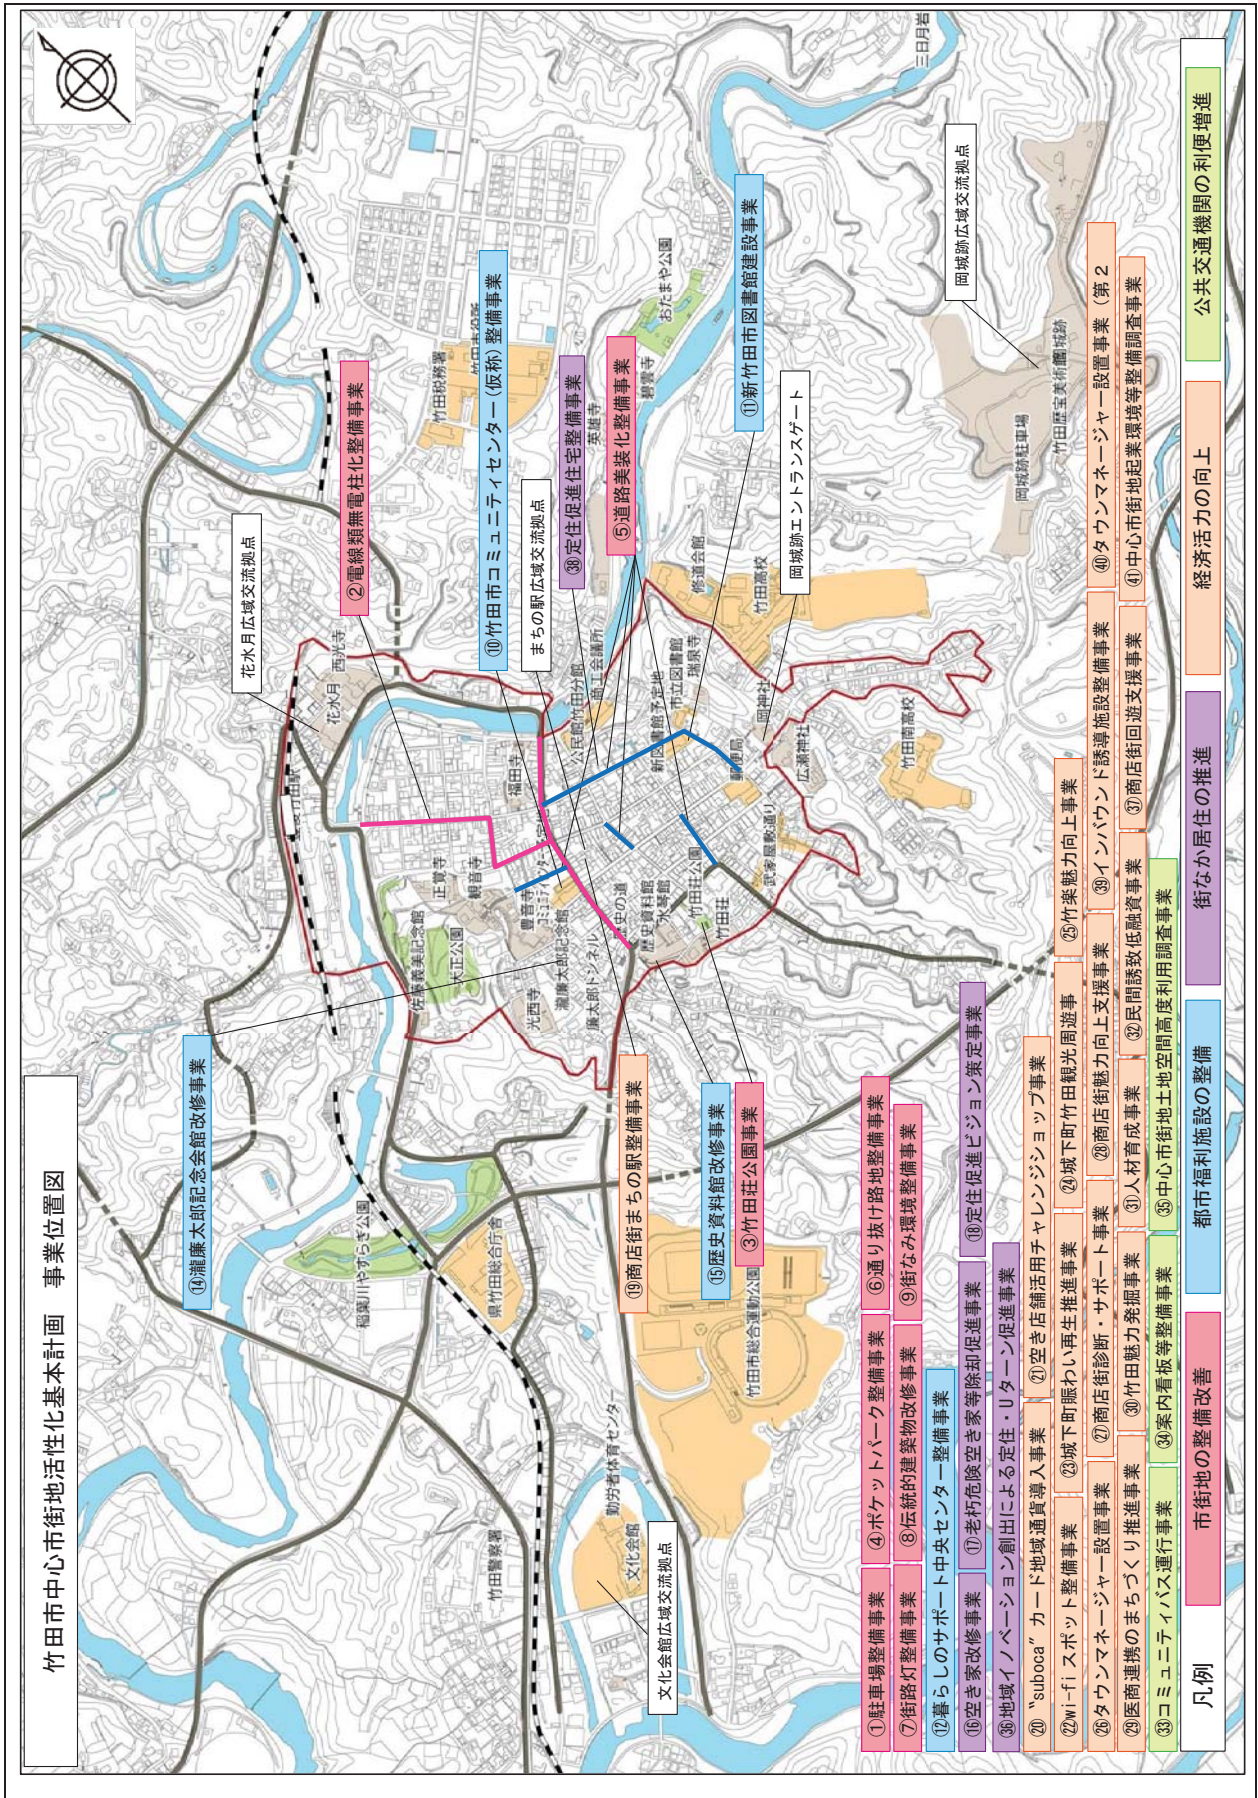 竹田市中心市街地活性化基本計画　事業位置図
⑭瀧廉太郎記念会館改修事業
花水月広域交流拠点
②電線類無電柱化整備事業
⑩竹田市コミュニティセンター(仮称)整備事業
まちの駅広域交流拠点
㊳定住促進住宅整備事業
⑤道路美装化整備事業
⑪新竹田市図書館建設事業
岡城跡エントランスゲート
岡城跡広域交流拠点
⑲商店街まちの駅整備事業
⑮歴史資料館改修事業
③竹田荘公園事業
文化会館広域交流拠点
三日月岩
竹田税務署
おたまや公園
碧雲寺
英雄寺
西光寺
花水月
福田寺
公民館竹田分館
商工会議所
修道会館
竹田高校
新図書館予定地
市立図書館
瑞泉寺
岡神社
広瀬神社
郵便局
竹田南高校
岡城跡駐車場
竹田歴史美術館
岡城跡
正覚寺
観音寺
豊音寺
佐藤義美記念館
大正公園
光西寺
瀧廉太郎記念館
廉太郎トンネル
歴史の道
歴史資料館
水琴館
竹田荘公園
竹田荘
武家屋敷通り
稲葉川やすらぎ公園
県竹田総合庁舎
竹田市総合運動公園
竹田警察署
勤労者体育センター
文化会館
①駐車場整備事業
④ポケットパーク整備事業
⑥通り抜け路地整備事業
⑦街路灯整備事業
⑧伝統的建築物改修事業
⑨街なみ環境整備事業
⑫暮らしのサポート中央センター整備事業
⑯空き家改修事業
⑰老朽危険空き家等除却促進事業
⑱定住促進ビジョン策定事業
㊱地域イノベーション創出による定住・Uターン促進事業
⑳“suboca”カード地域通貨導入事業
㉑空き店舗活用チャレンジショップ事業
㉒wi-fiスポット整備事業
㉓城下町賑わい再生推進事業
㉔城下町竹田観光周遊事
㉕竹楽魅力向上事業
㉖タウンマネージャー設置事業
㉗商店街診断・サポート事業
㉘商店街魅力向上支援事業
㊴インバウンド誘導施設整備事業
㊵タウンマネージャー設置事業（第２
㉙医商連携のまちづくり推進事業
㉚竹田魅力発掘事業
㉛人材育成事業
㉜民間誘致低融資事業
㊲商店街回遊支援事業
㊶中心市街地起業環境等整備調査事業
㉝コミュニティバス運行事業
㉞案内看板等整備事業
㉟中心市街地土地空間高度利用調査事業
凡例
市街地の整備改善
都市福利施設の整備
街なか居住の推進
経済活力の向上
公共交通機関の利便増進